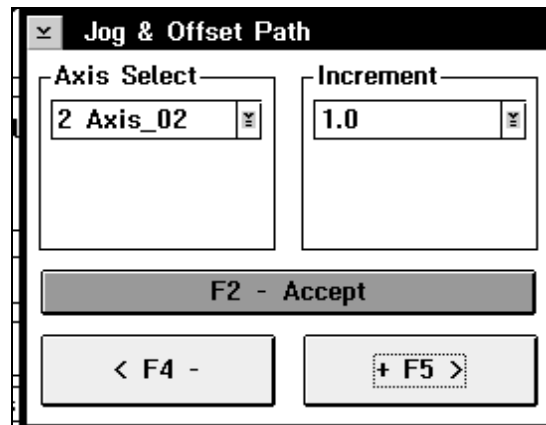 Jog & Offset Path
Axis Select
Increment
2 Axis_02
1.0
F2 - Accept
< F4 -
+ F5 >